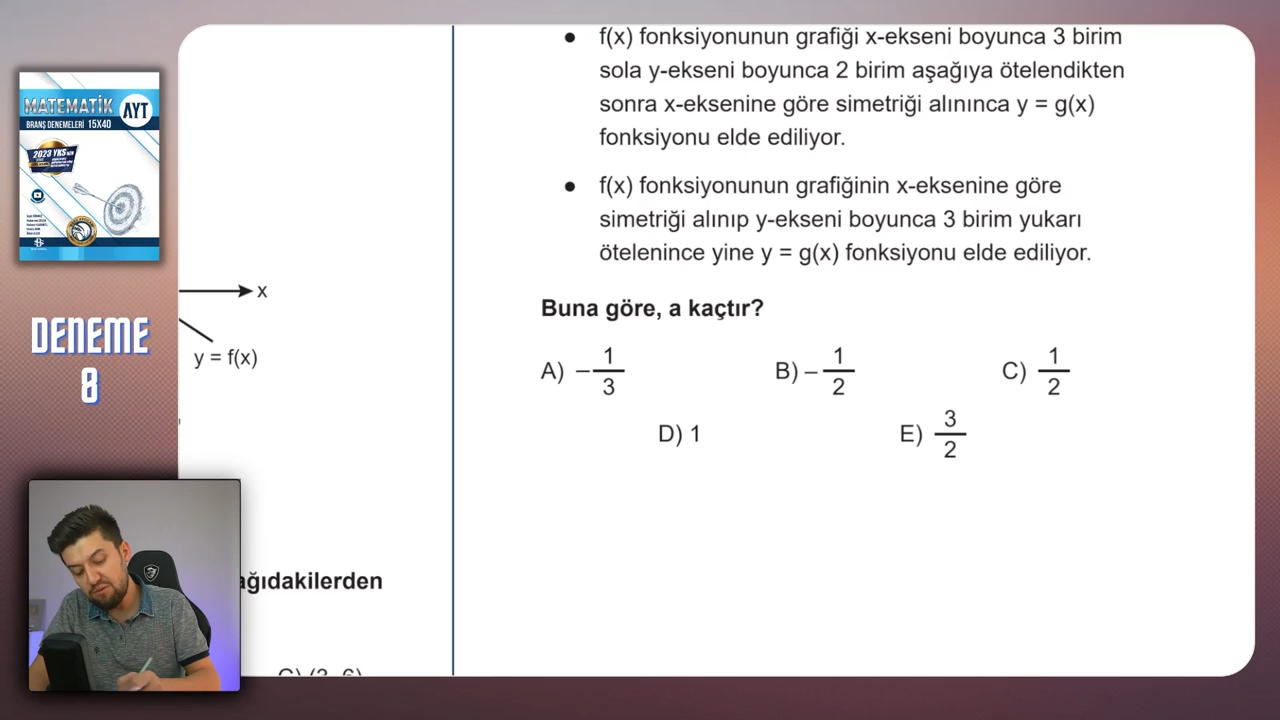 MATEMATİK
AYT
BRANŞ DENEMELERİ 15X40
2023 YKS'NİN
DENEME
8
x
y = f(x)
ağıdakilerden
● f(x) fonksiyonunun grafiği x-ekseni boyunca 3 birim
sola y-ekseni boyunca 2 birim aşağıya ötelendikten
sonra x-eksenine göre simetriği alınınca y = g(x)
fonksiyonu elde ediliyor.
● f(x) fonksiyonunun grafiğinin x-eksenine göre
simetriği alınıp y-ekseni boyunca 3 birim yukarı
ötelenince yine y = g(x) fonksiyonu elde ediliyor.
Buna göre, a kaçtır?
A) –1/3 B) –1/2 C) 1/2
D) 1 E) 3/2